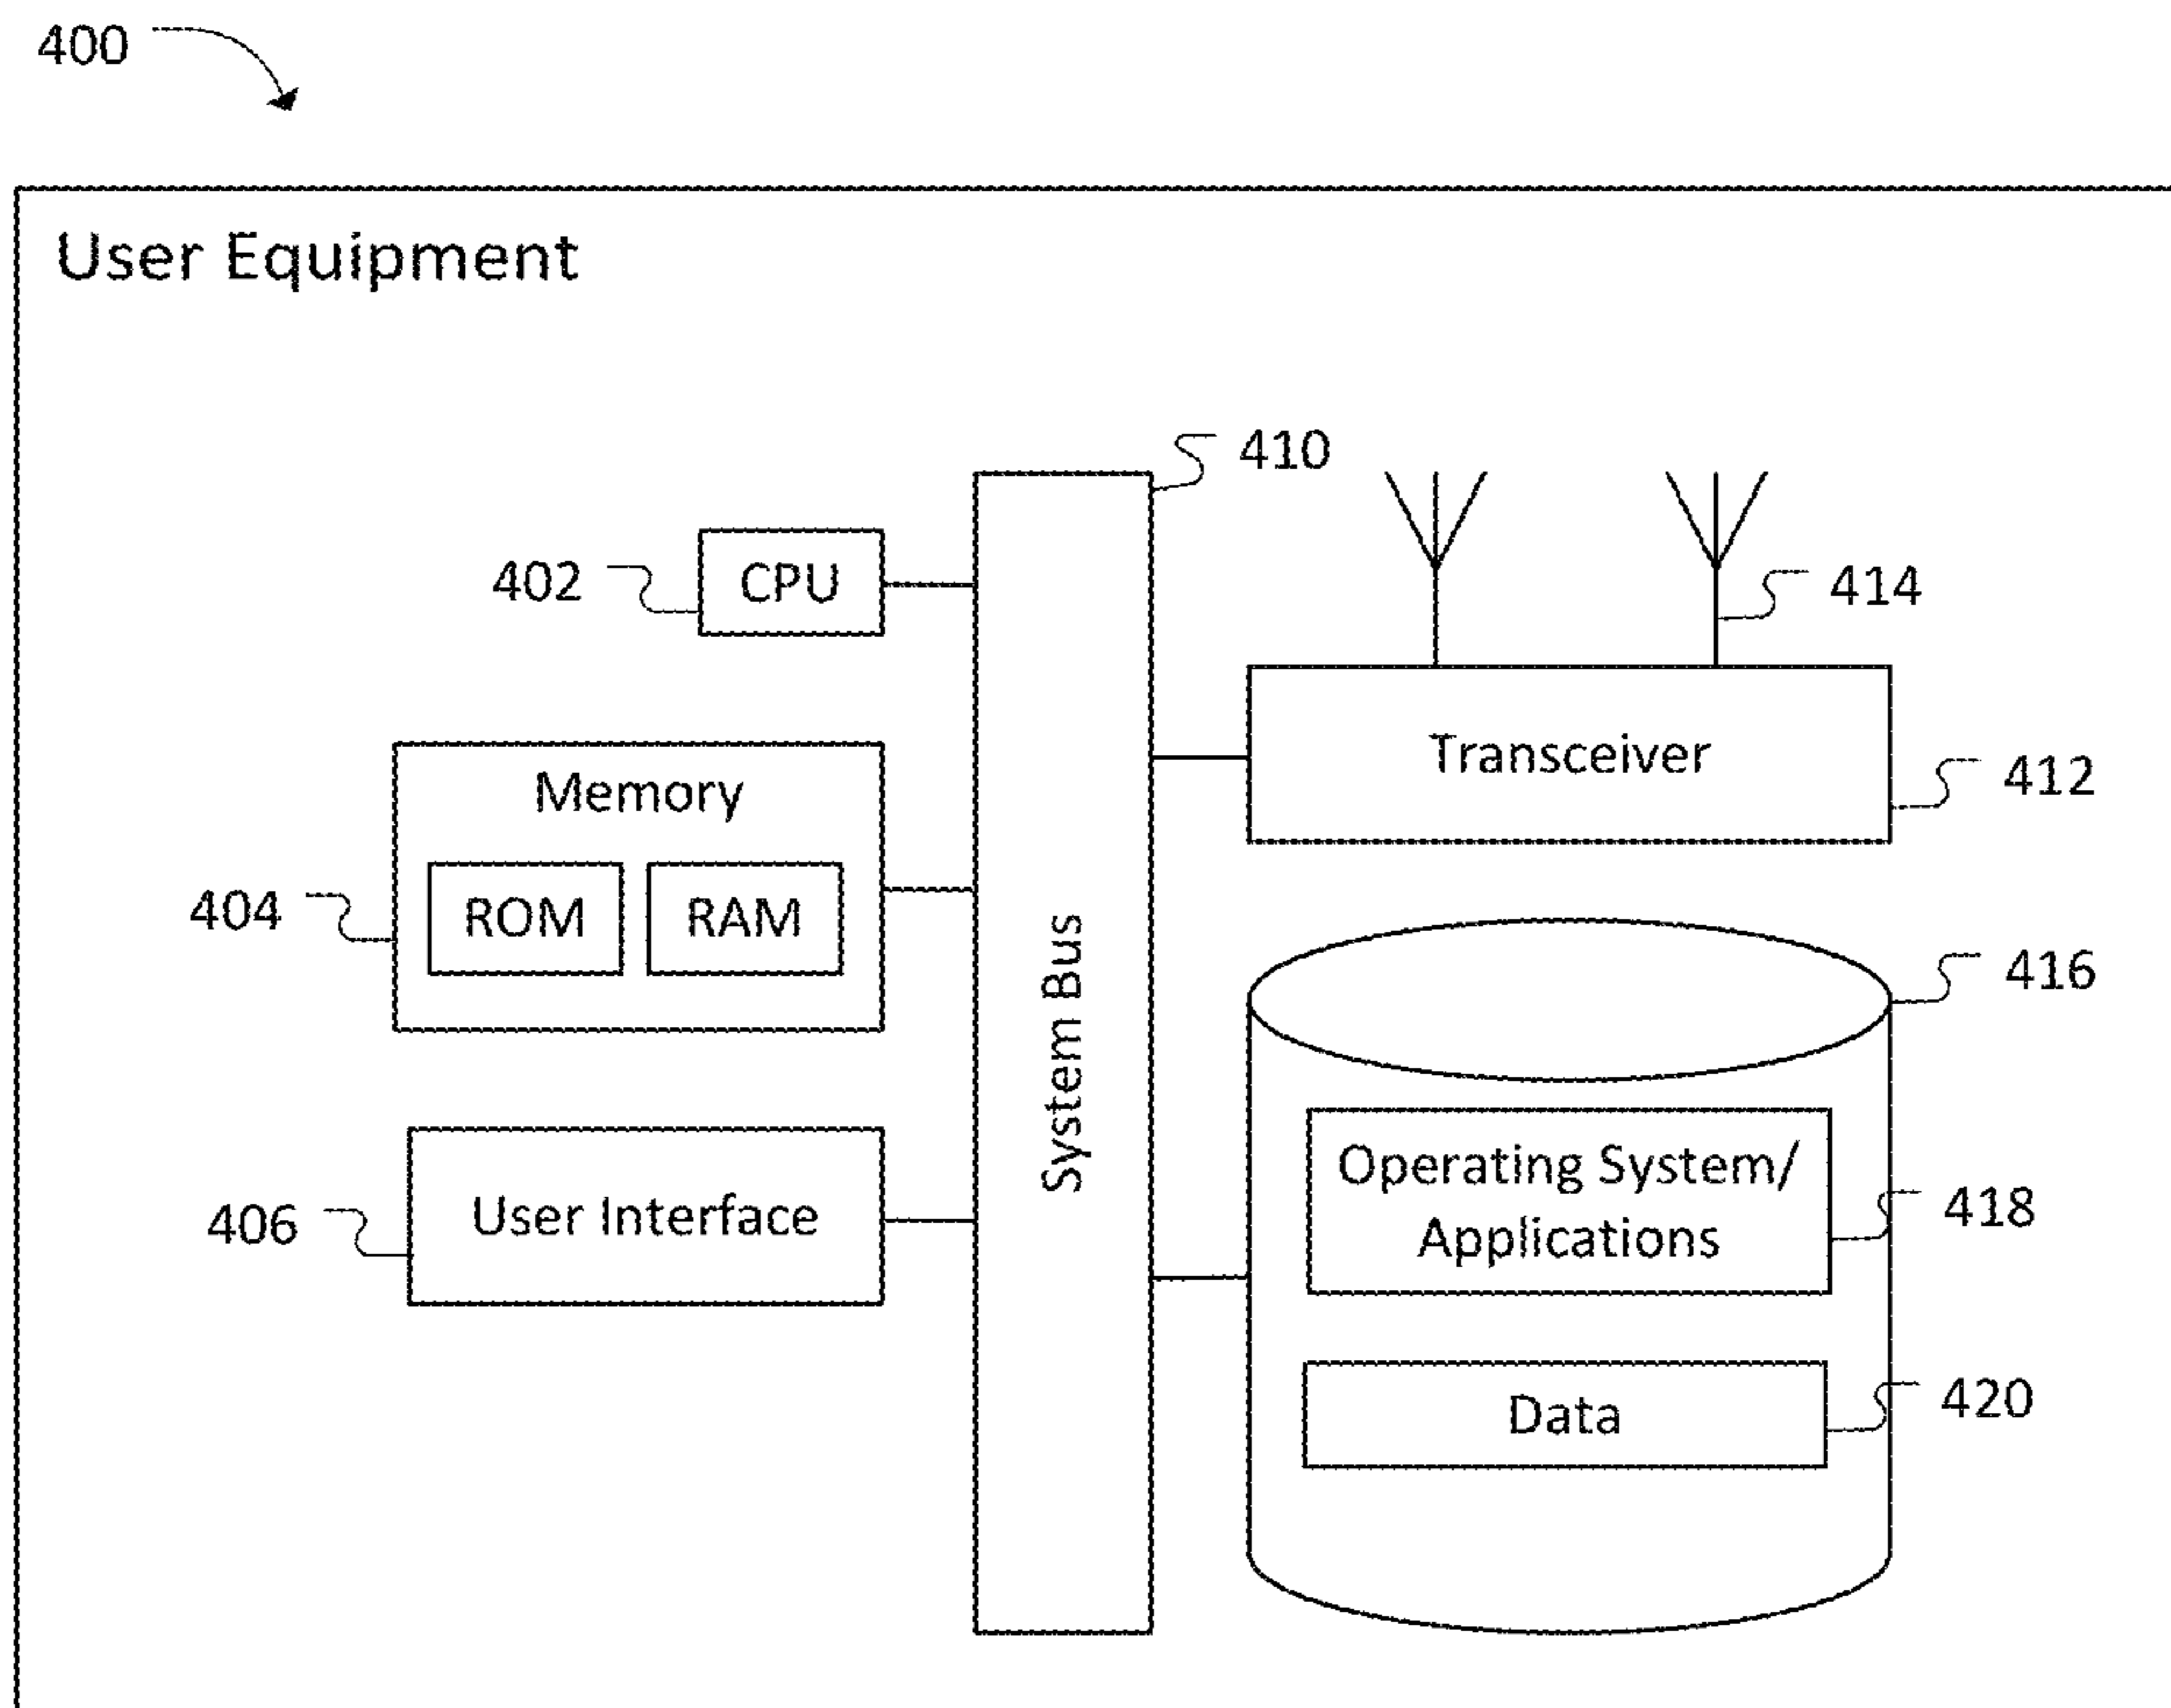 400
User Equipment
410
402
CPU
414
Transceiver
412
Memory
404
ROM
RAM
416
System Bus
Operating System/
Applications
418
406
User Interface
Data
420